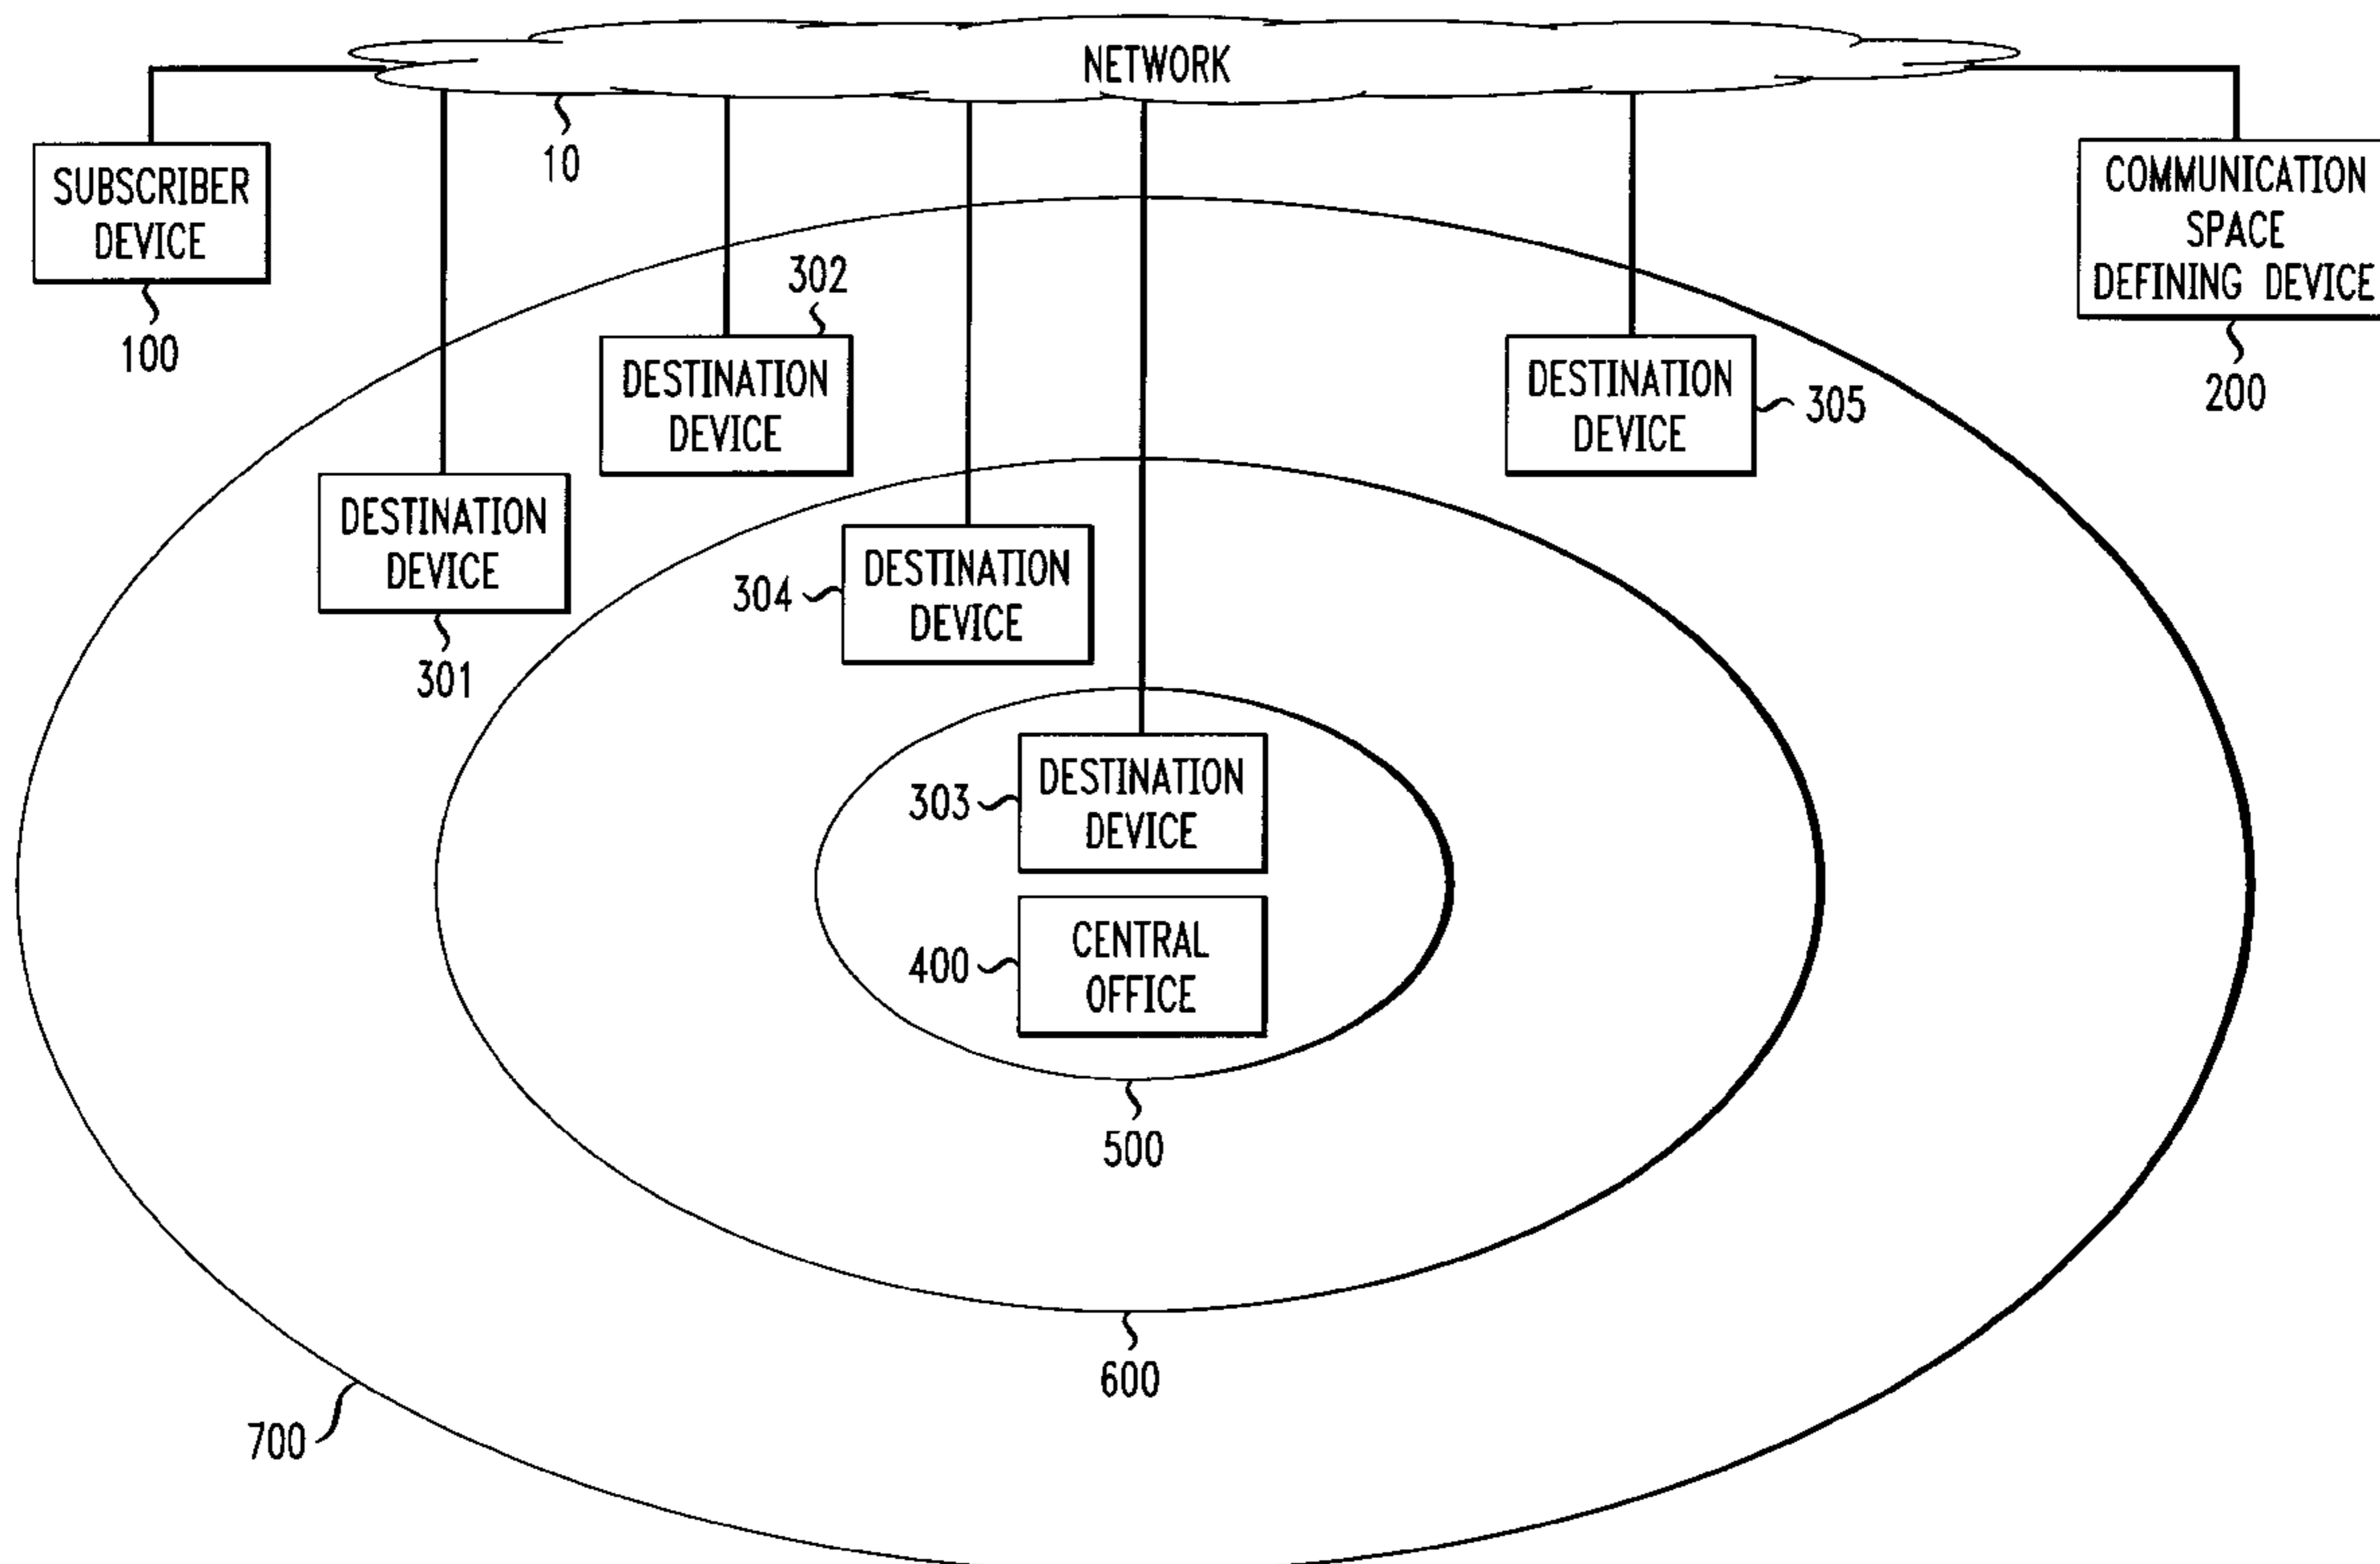 NETWORK
10
SUBSCRIBER
DEVICE
100
COMMUNICATION
SPACE
DEFINING DEVICE
200
302
DESTINATION
DEVICE
DESTINATION
DEVICE
305
DESTINATION
DEVICE
301
304
DESTINATION
DEVICE
303
DESTINATION
DEVICE
400
CENTRAL
OFFICE
500
600
700